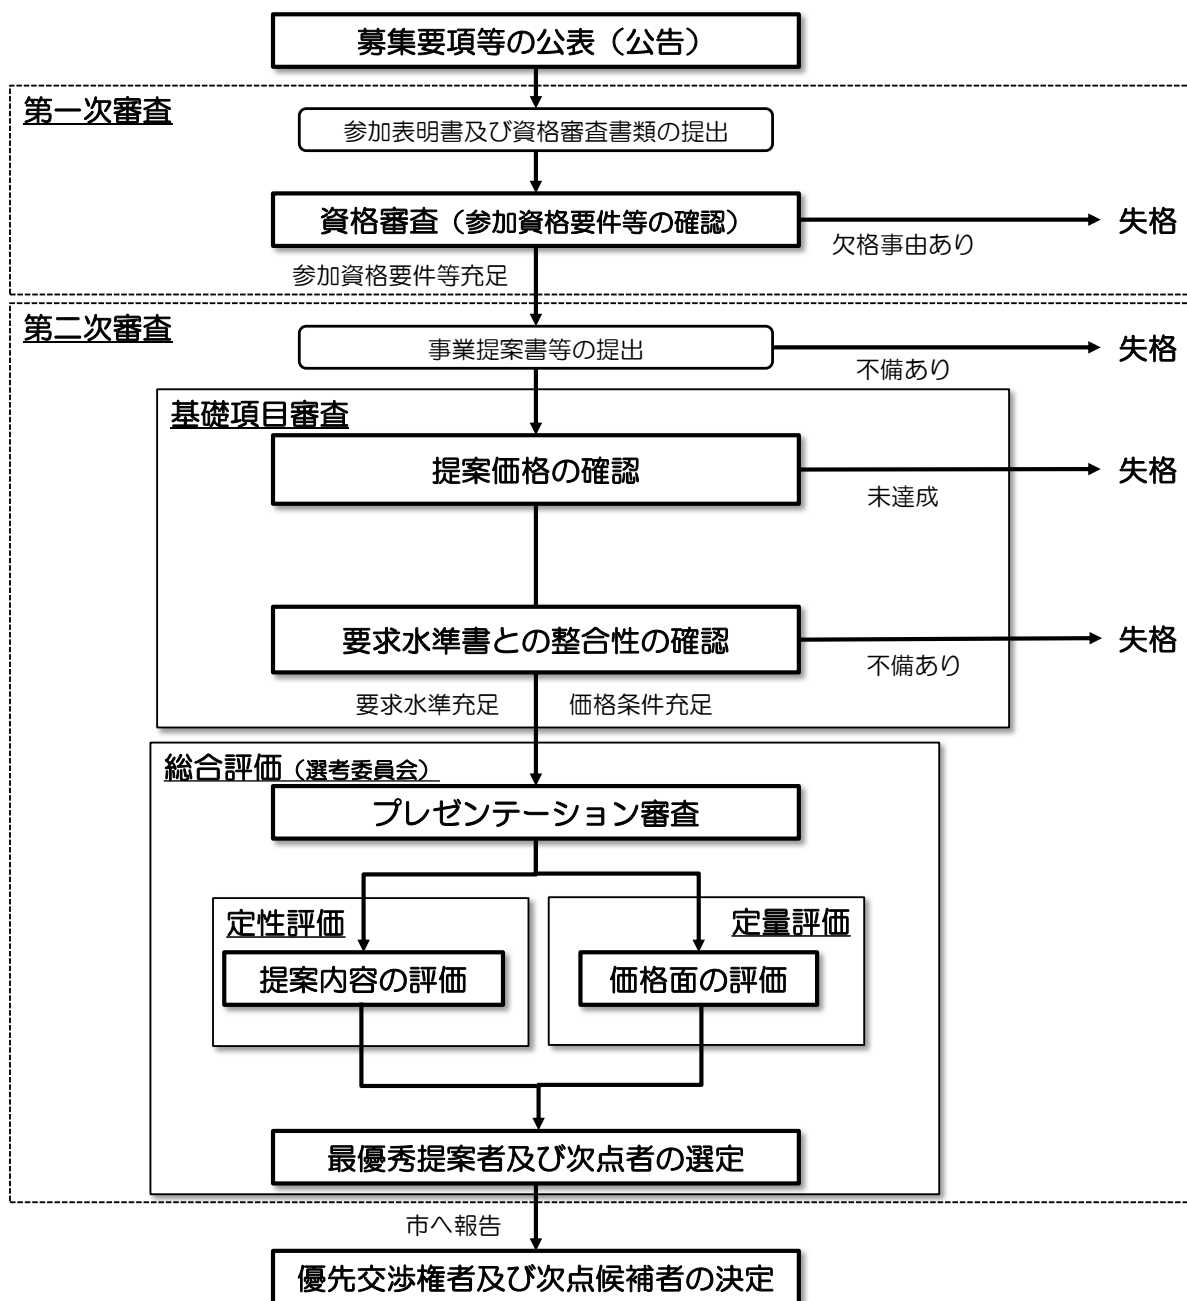 募集要項等の公表（公告）
第一次審査
参加表明書及び資格審査書類の提出
資格審査（参加資格要件等の確認）
失格
欠格事由あり
参加資格要件等充足
第二次審査
事業提案書等の提出
失格
不備あり
基礎項目審査
提案価格の確認
失格
未達成
要求水準書との整合性の確認
失格
不備あり
要求水準充足
価格条件充足
総合評価（選考委員会）
プレゼンテーション審査
定性評価
定量評価
提案内容の評価
価格面の評価
最優秀提案者及び次点者の選定
市へ報告
優先交渉権者及び次点候補者の決定